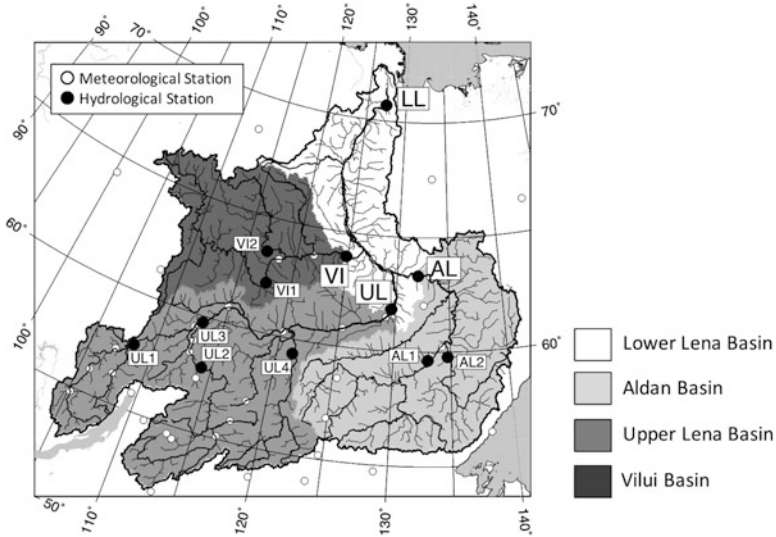 90° 70° 100° 110° 120° 130° 140°
Meteorological Station
Hydrological Station
LL
70°
90°
60°
VI2
VI
AL
VI1
UL
100°
UL3
UL1
UL2
UL4
AL1
AL2
60°
Lower Lena Basin
Aldan Basin
Upper Lena Basin
Vilui Basin
50°
110°
120°
130°
140°